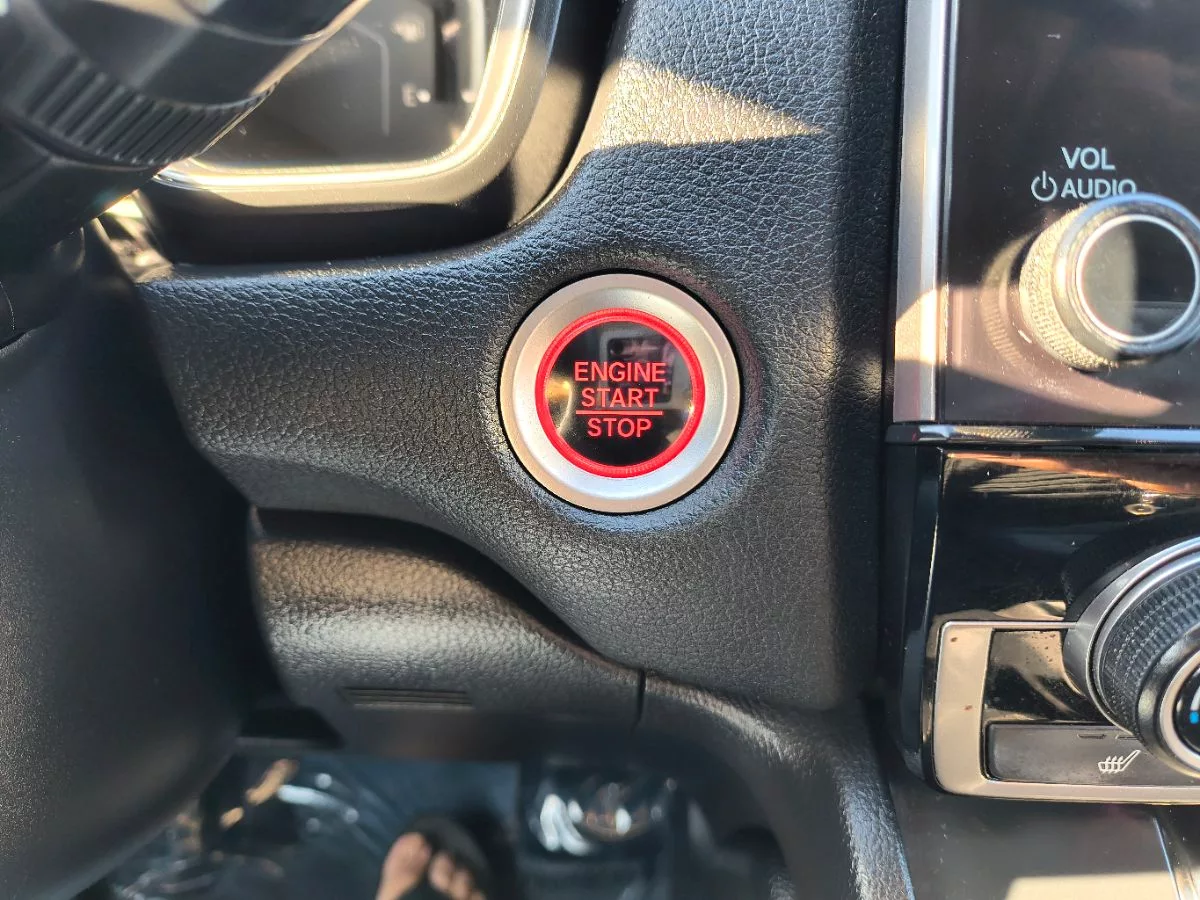 E
VOL
AUDIO
ENGINE
START
STOP